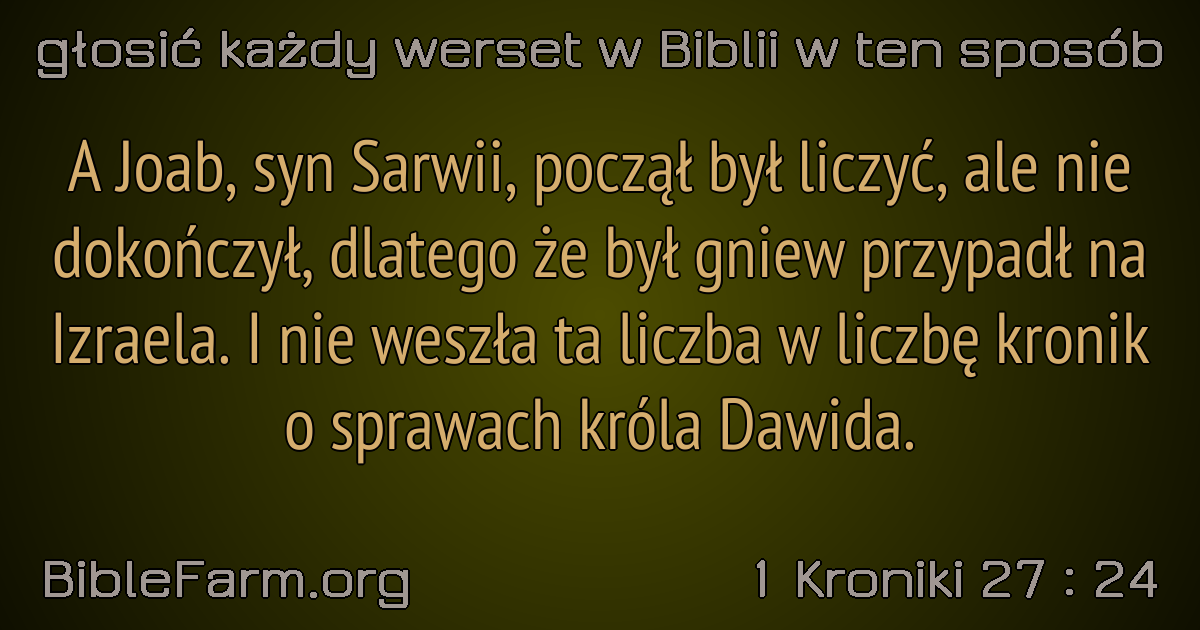 głosić każdy werset w Biblii w ten sposób
A Joab, syn Sarwii, począł był liczyć, ale nie
dokończył, dlatego że był gniew przypadł na
Izraela. I nie weszła ta liczba w liczbę kronik
o sprawach króla Dawida.
BibleFarm.org
1 Kroniki 27 : 24